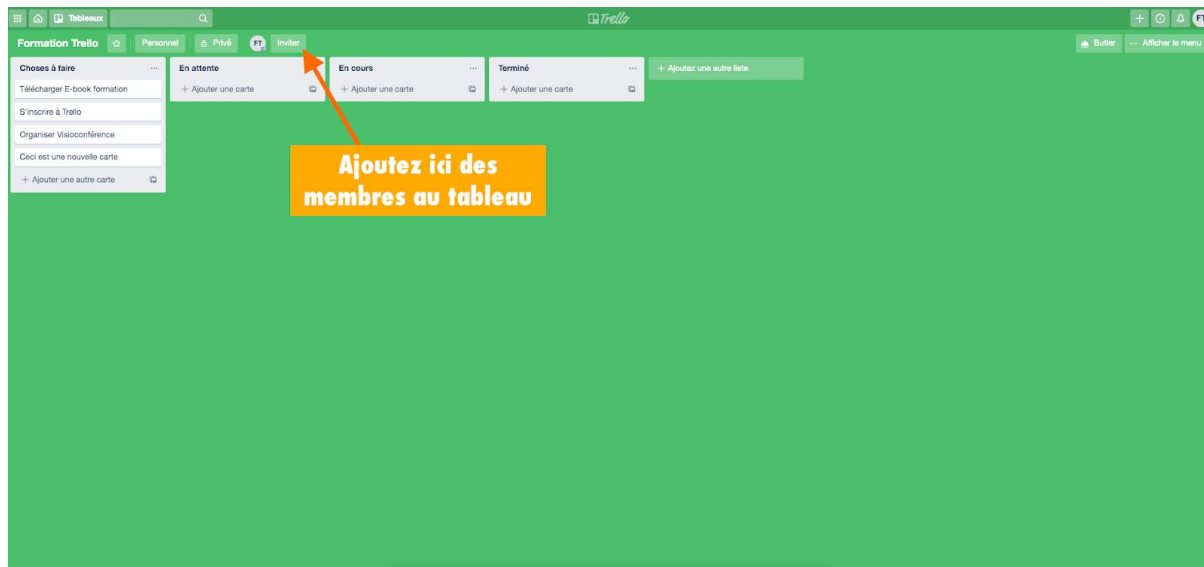 Tableaux
Trello
FT
Formation Trello
Personnel
Privé
FT
Inviter
Butler
Afficher le menu
Choses à faire
Télécharger E-book formation
S'inscrire à Trello
Organiser Visioconférence
Ceci est une nouvelle carte
+ Ajouter une autre carte
En attente
+ Ajouter une carte
En cours
+ Ajouter une carte
Terminé
+ Ajouter une carte
+ Ajoutez une autre liste
Ajoutez ici des
membres au tableau